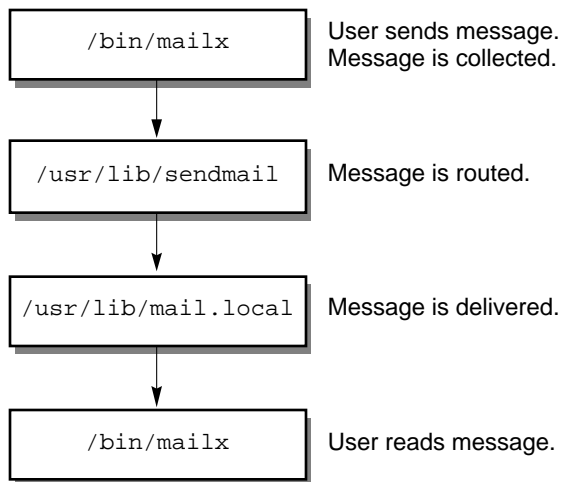 /bin/mailx
User sends message.
Message is collected.
/usr/lib/sendmail
Message is routed.
/usr/lib/mail.local
Message is delivered.
/bin/mailx
User reads message.